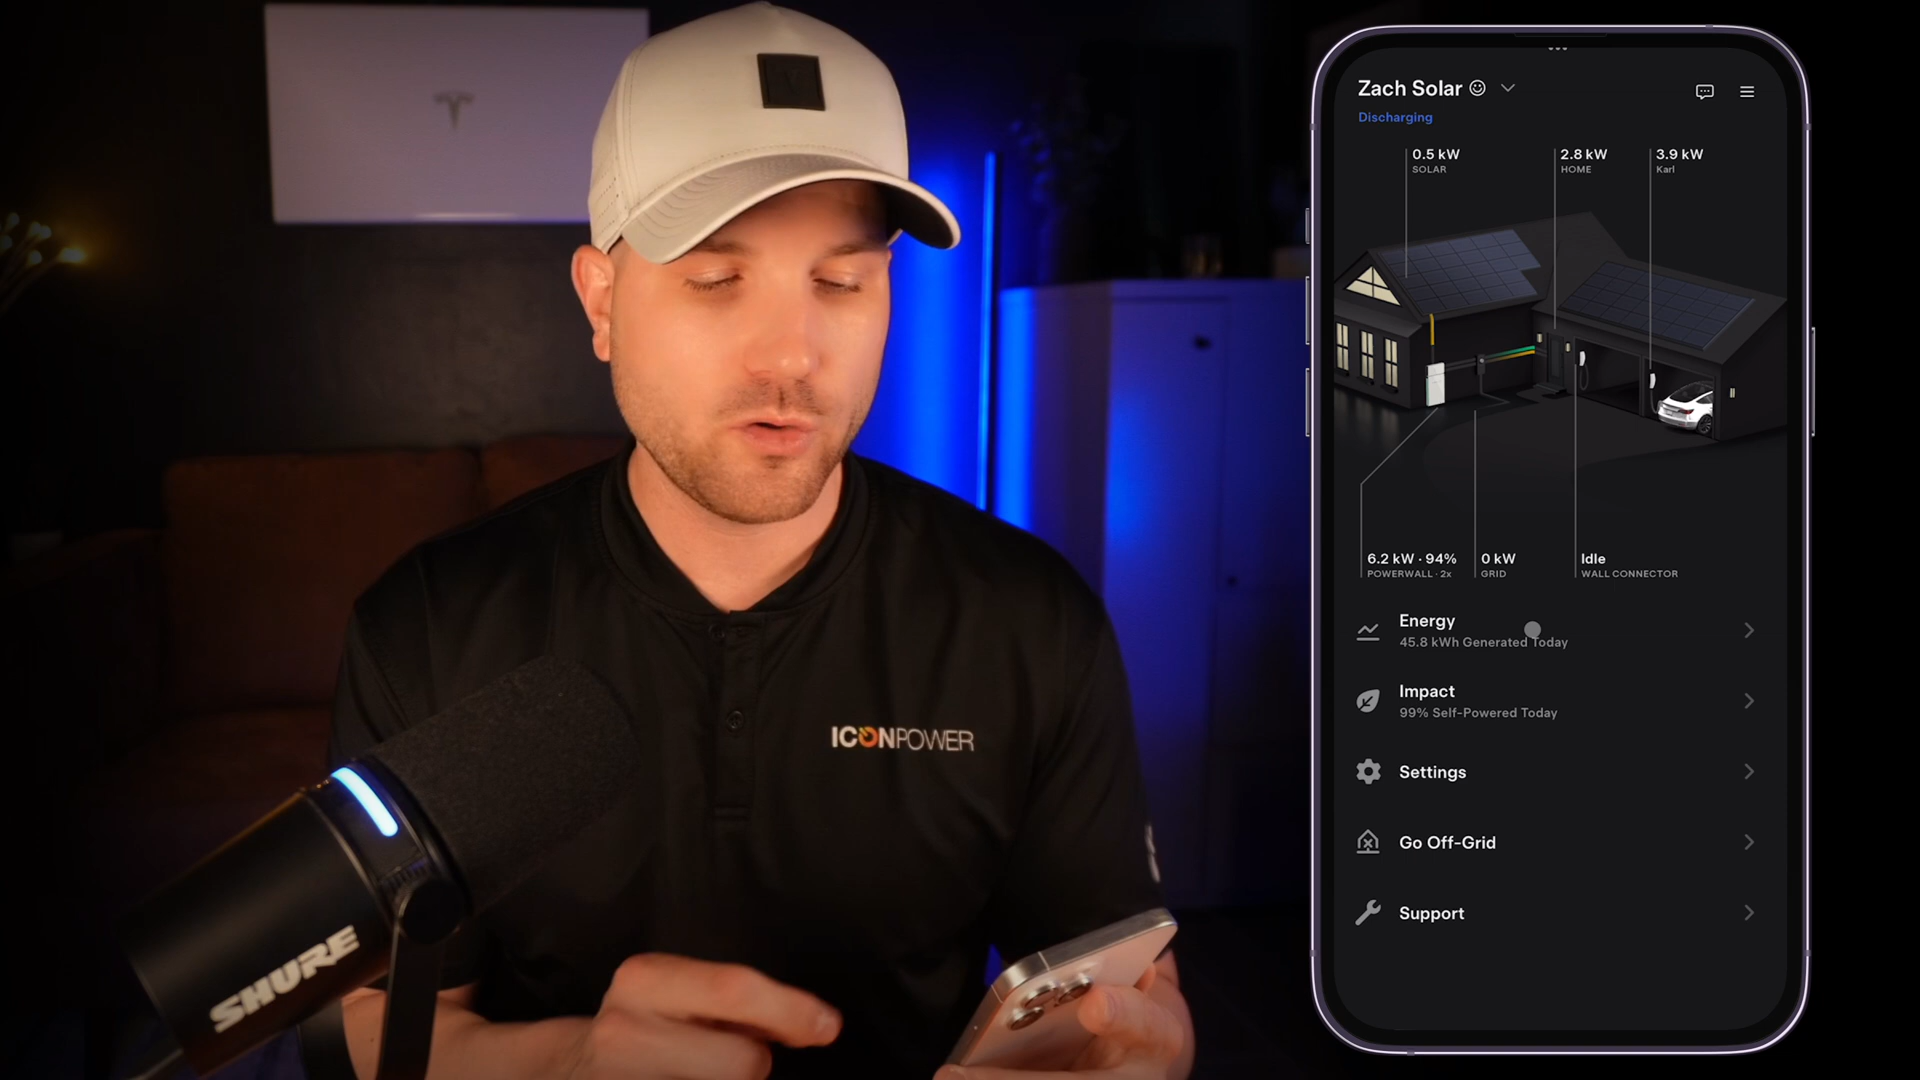 Zach Solar
Discharging
0.5 kW
SOLAR
2.8 kW
HOME
3.9 kW
Karl
6.2 kW · 94%
POWERWALL · 2x
0 kW
GRID
Idle
WALL CONNECTOR
Energy
45.8 kWh Generated Today
Impact
99% Self-Powered Today
Settings
Go Off-Grid
Support
ICONPOWER
SHURE